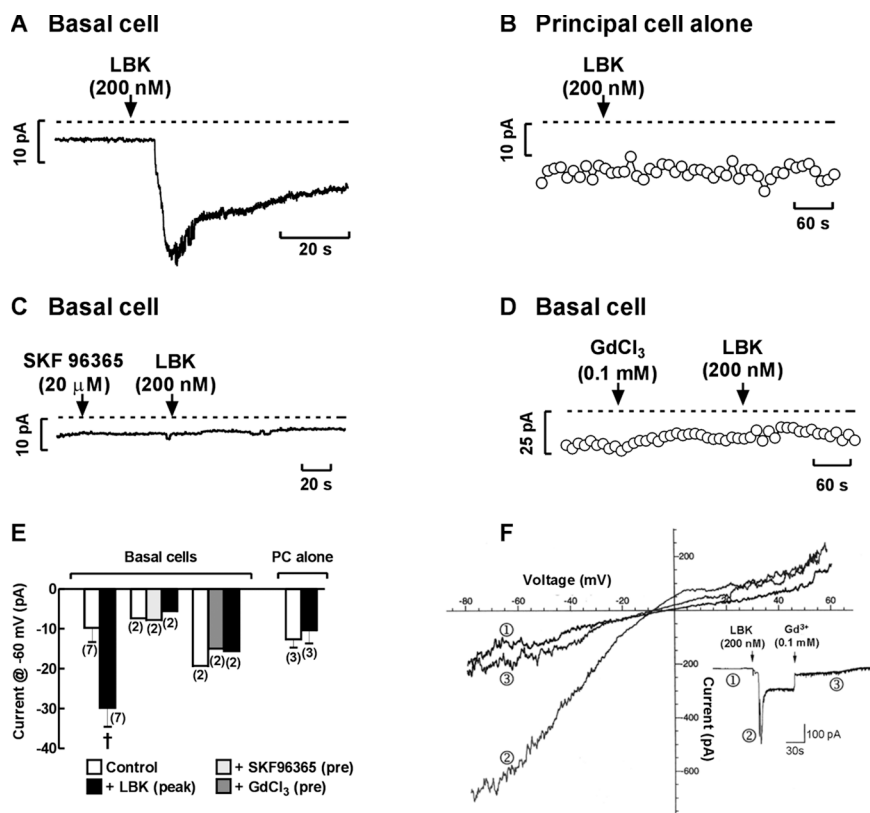 A Basal cell
LBK
(200 nM)
10 pA
20 s
B Principal cell alone
LBK
(200 nM)
10 pA
60 s
C Basal cell
SKF 96365
(20 μM)
LBK
(200 nM)
10 pA
20 s
D Basal cell
GdCl3
(0.1 mM)
LBK
(200 nM)
25 pA
60 s
E
Basal cells
PC alone
Current @ -60 mV (pA)
0
-10
-20
-30
-40
(7)
(7)
†
(2)
(2)
(2)
(2)
(2)
(2)
(3)
(3)
Control
+ LBK (peak)
+ SKF96365 (pre)
+ GdCl3 (pre)
F
Voltage (mV)
-80
-60
-40
-20
20
40
60
200
-200
-400
-600
Current
(pA)
①
③
②
LBK
(200 nM)
Gd3+
(0.1 mM)
①
②
③
100 pA
30s